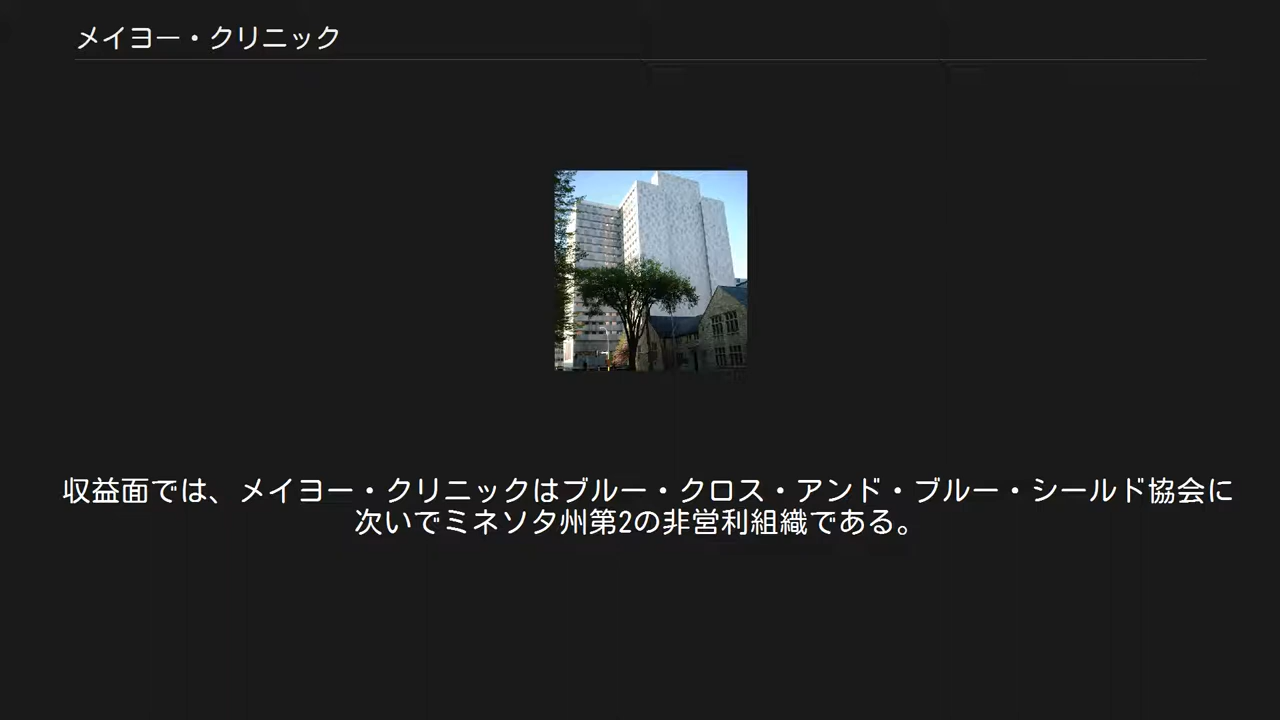 メイヨー・クリニック
収益面では、メイヨー・クリニックはブルー・クロス・アンド・ブルー・シールド協会に
次いでミネソタ州第2の非営利組織である。